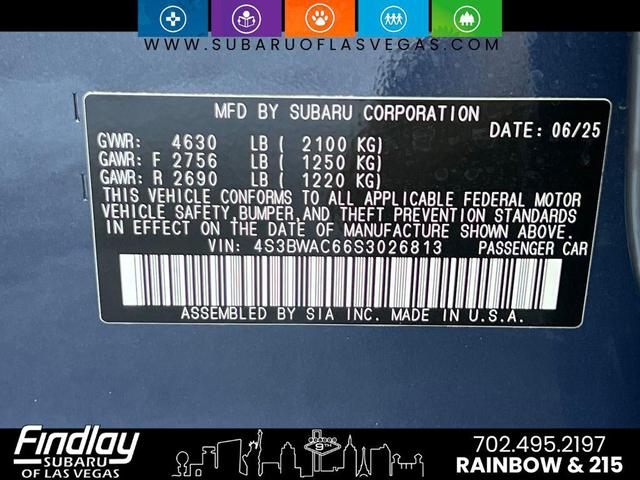 WWW.SUBARUOFLASVEGAS.COM
MFD BY SUBARU CORPORATION
DATE: 06/25
GVWR: 4630 LB ( 2100 KG)
GAWR: F 2756 LB ( 1250 KG)
GAWR: R 2690 LB ( 1220 KG)
THIS VEHICLE CONFORMS TO ALL APPLICABLE FEDERAL MOTOR
VEHICLE SAFETY,BUMPER,AND THEFT PREVENTION STANDARDS
IN EFFECT ON THE DATE OF MANUFACTURE SHOWN ABOVE.
VIN: 4S3BWAC66S3026813 PASSENGER CAR
ASSEMBLED BY SIA INC. MADE IN U.S.A.
Findlay
SUBARU
OF LAS VEGAS
9TH
702.495.2197
RAINBOW & 215